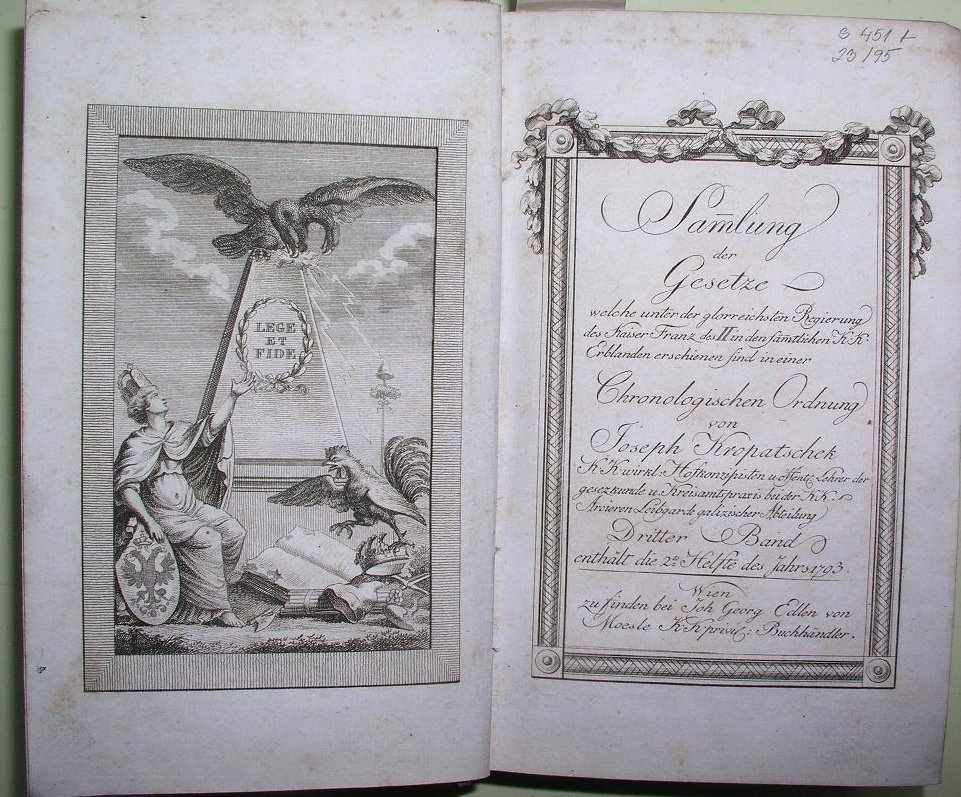 LEGE
ET
FIDE
S 451 L
23/95
Sam̅lung
der
Gesetze
welche unter der glorreichsten Regierung
des Kaiser Franz des II in den sämtlichen K.K.
Erblanden erschienen sind in einer
Chronologischen Ordnung
von
Joseph Kropatschek
K K wirkl. Hofkonzipisten u. öffentl. Lehrer der
gesezkunde u. Kreisamtspraxis bei der K.K.
Arcieren Leibgarde galizischer Abteilung
Dritter Band
enthält die 2te Helfte des Jahrs 1793.
Wien
zu finden bei Joh Georg Edlen von
Moesle K K privil: Buchhändler.